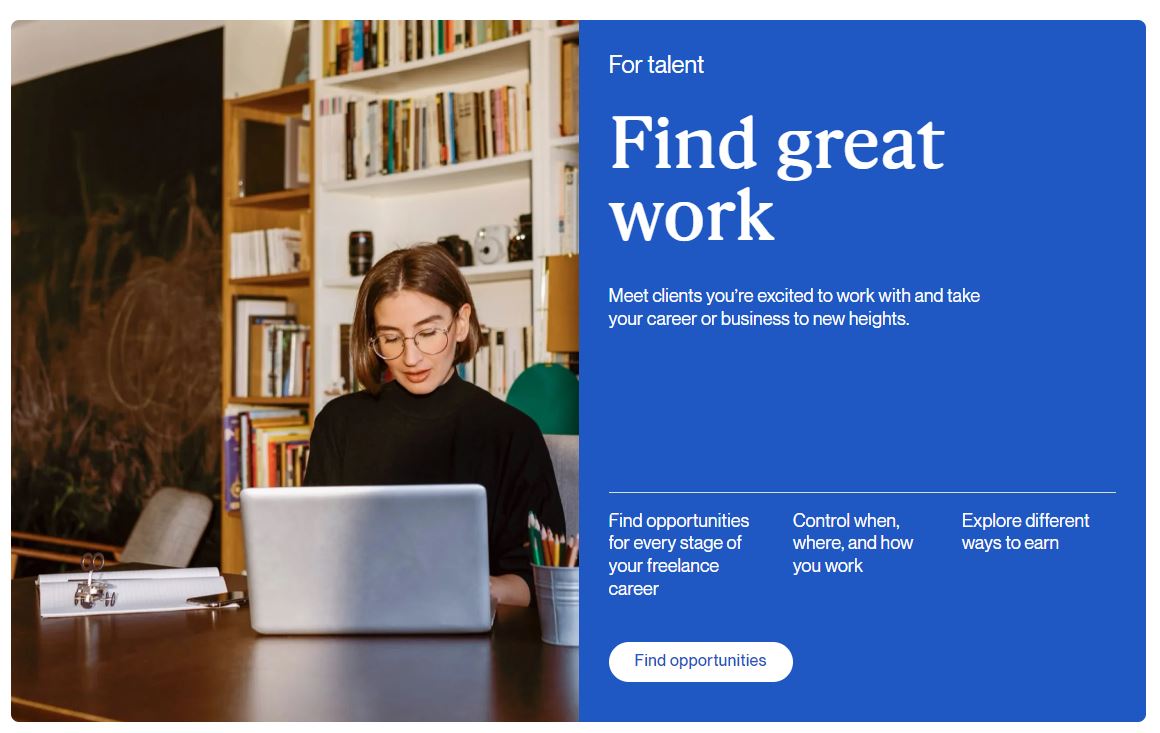 For talent
Find great
work
Meet clients you’re excited to work with and take
your career or business to new heights.
Find opportunities
for every stage of
your freelance
career
Control when,
where, and how
you work
Explore different
ways to earn
Find opportunities